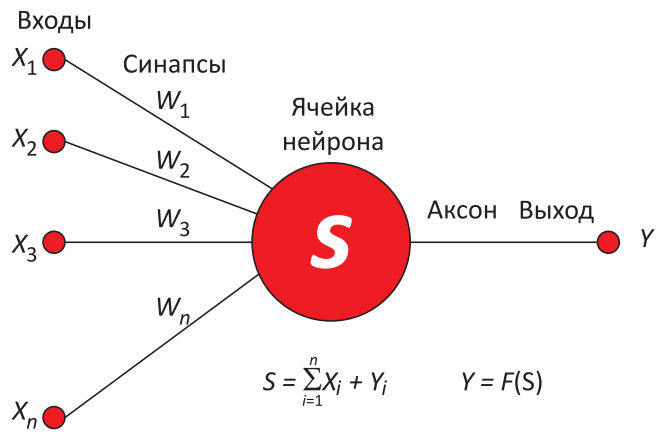 Входы
X1
Синапсы
W1
Ячейка
нейрона
X2
W2
X3
W3
S
Аксон
Выход
Y
Wn
Xn
S = n∑i=1 Xi + Yi
Y = F(S)